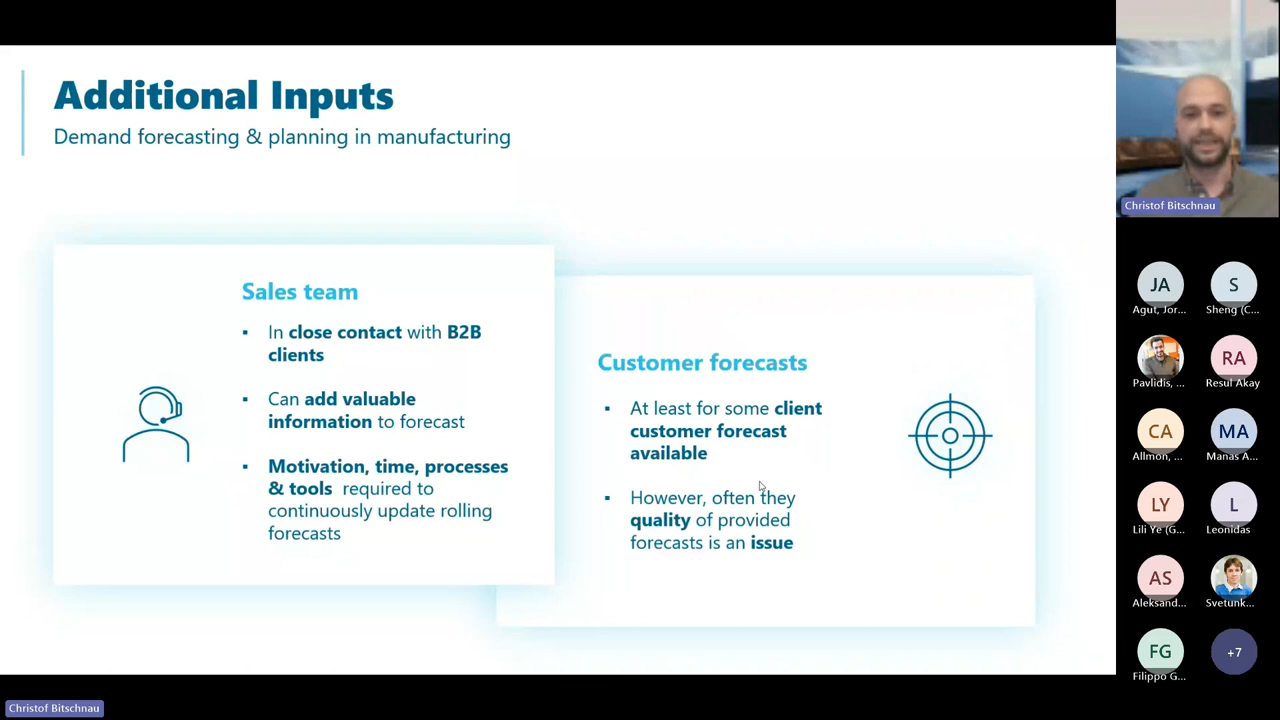 Additional Inputs
Demand forecasting & planning in manufacturing
Sales team
▪ In close contact with B2B
clients
▪ Can add valuable
information to forecast
▪ Motivation, time, processes
& tools required to
continuously update rolling
forecasts
Customer forecasts
▪ At least for some client
customer forecast
available
▪ However, often they
quality of provided
forecasts is an issue
Christof Bitschnau
JA
Agut, Jor...
S
Sheng (C...
Pavlidis, ...
RA
Resul Akay
CA
Allmon, ...
MA
Manas A...
LY
Lili Ye (G...
L
Leonidas
AS
Aleksand...
Svetunk...
FG
Filippo G...
+7
Christof Bitschnau